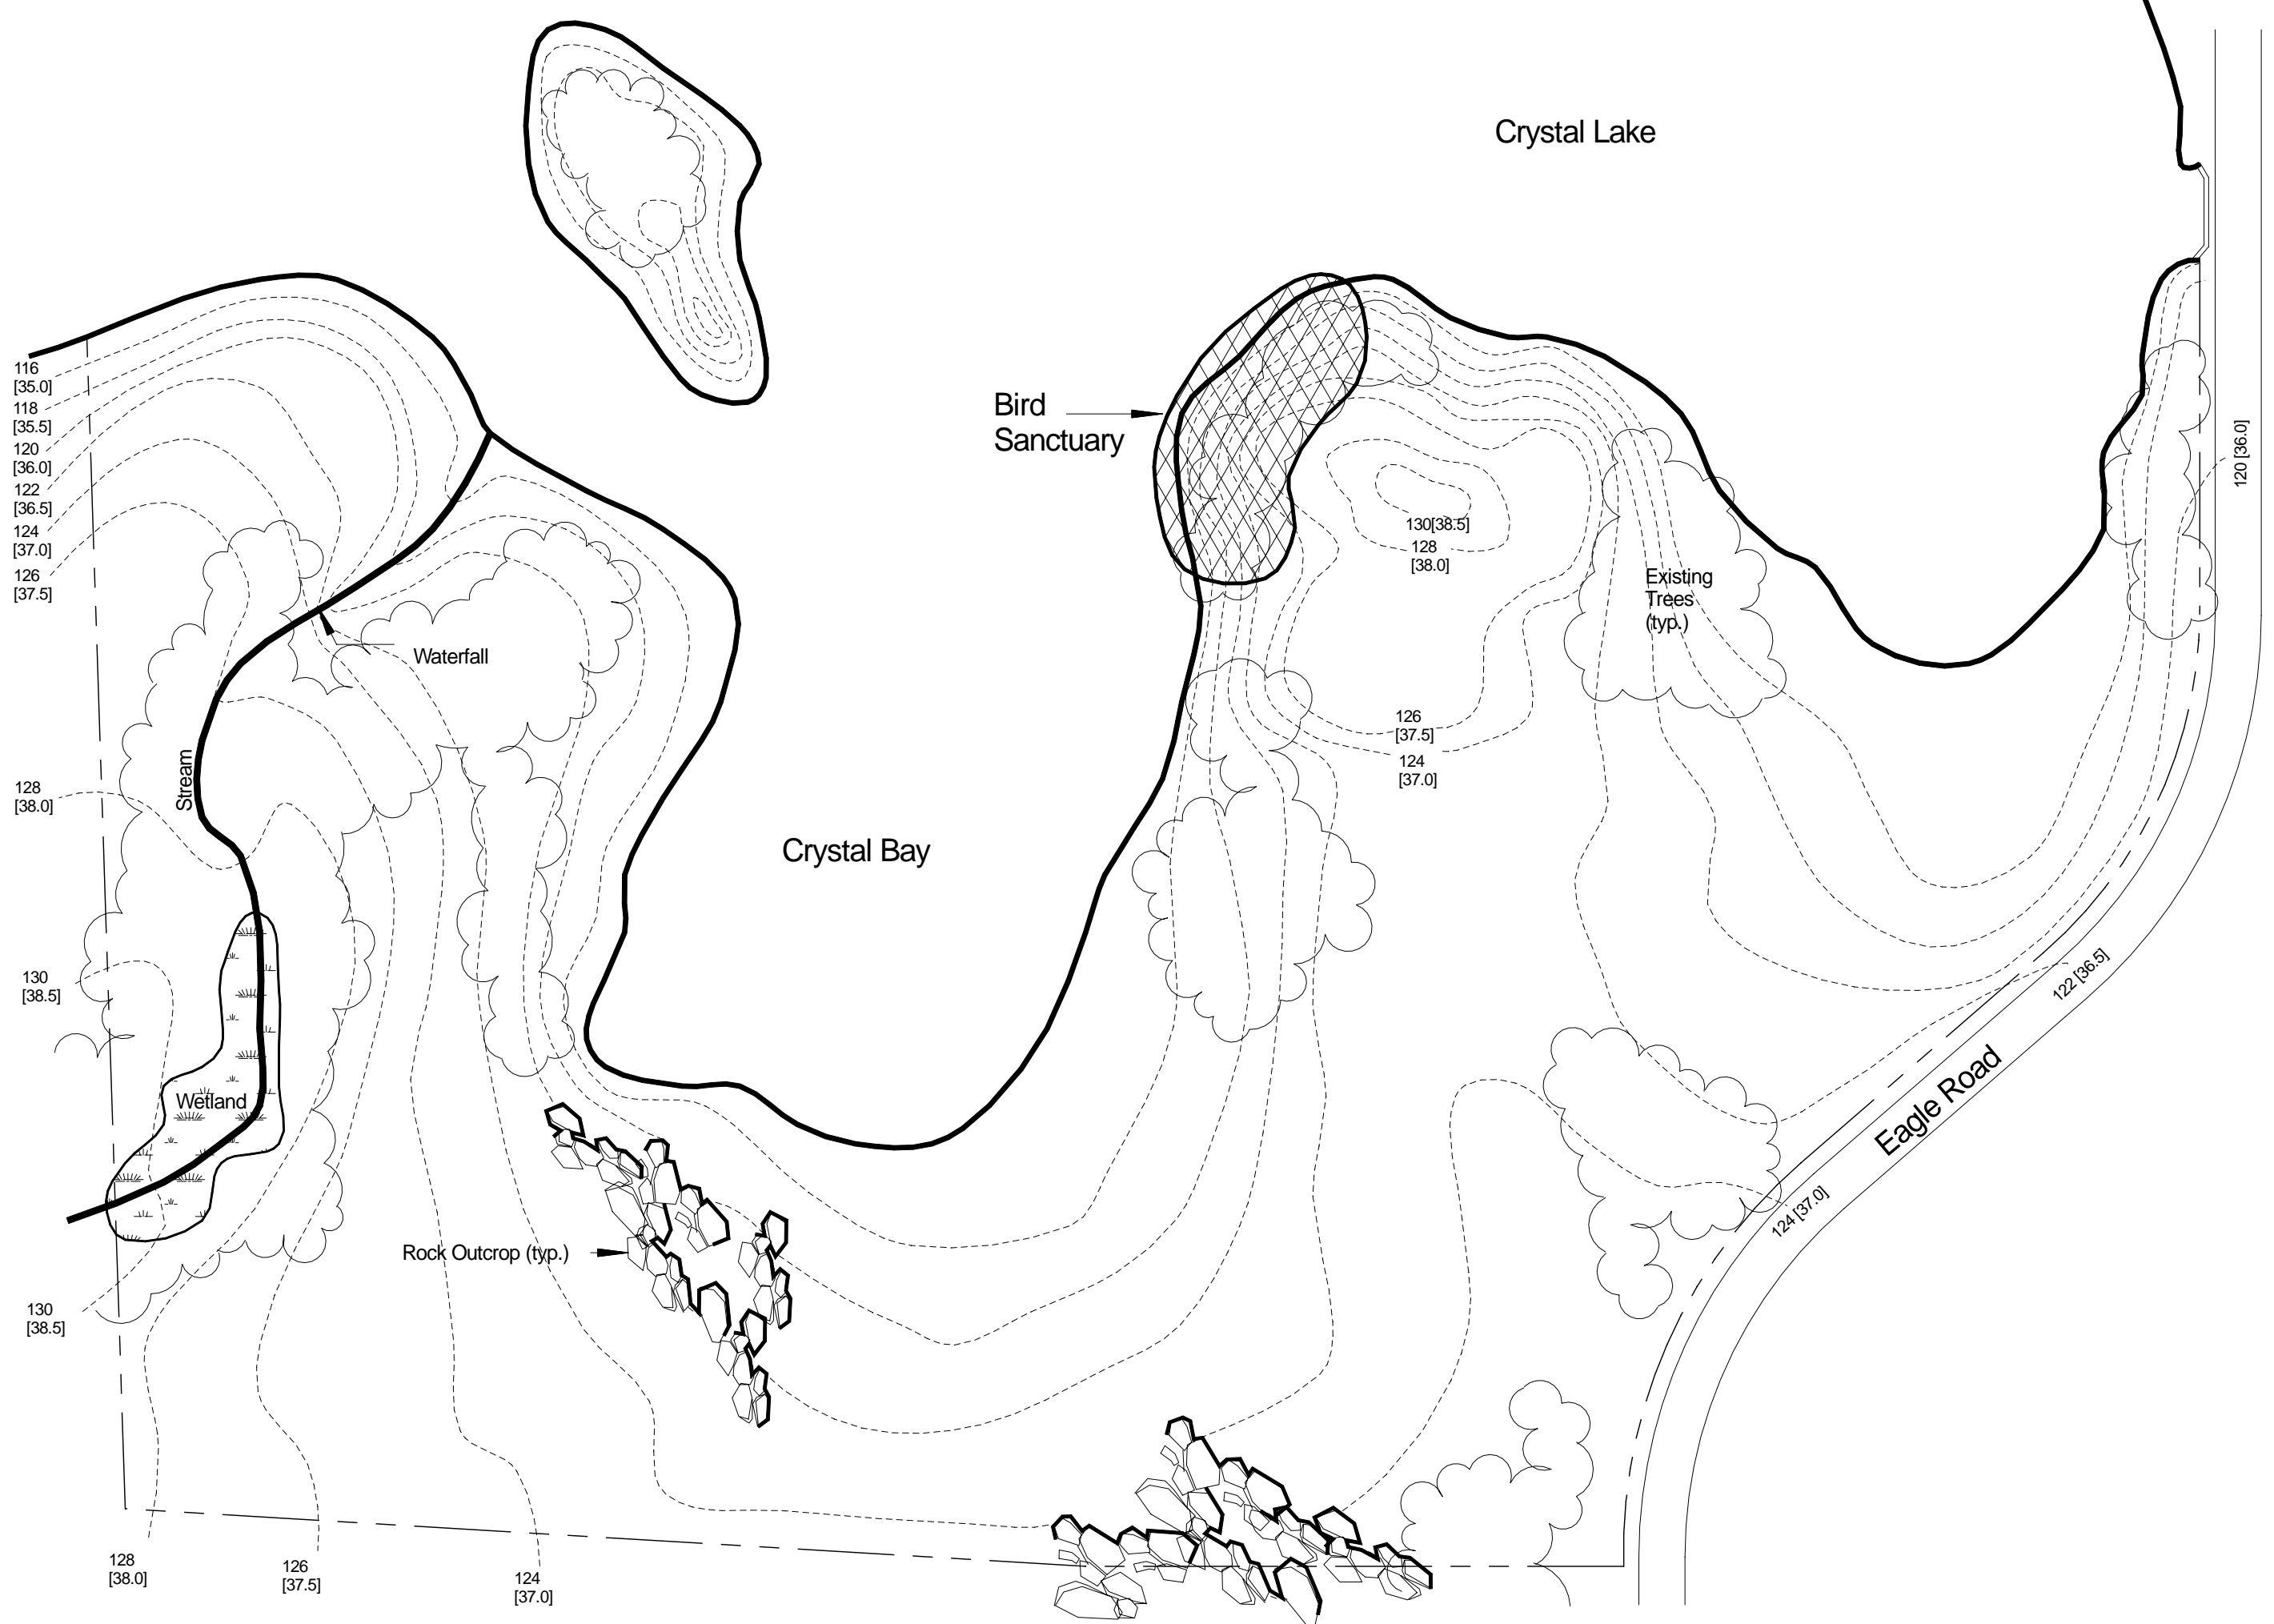 Crystal Lake
116
[35.0]
118
[35.5]
120
[36.0]
122
[36.5]
124
[37.0]
126
[37.5]
Bird
Sanctuary
120 [36.0]
130[38.5]
128
[38.0]
Existing
Trees
(typ.)
Waterfall
126
[37.5]
124
[37.0]
Stream
128
[38.0]
Crystal Bay
130
[38.5]
122 [36.5]
Wetland
Eagle Road
124 [37.0]
Rock Outcrop (typ.)
130
[38.5]
128
[38.0]
126
[37.5]
124
[37.0]